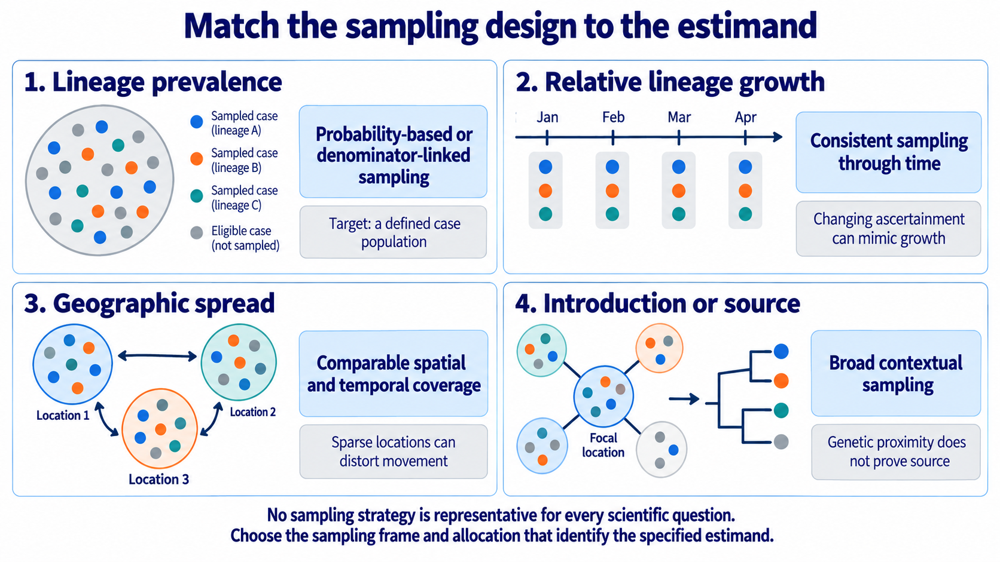 Match the sampling design to the estimand
1. Lineage prevalence
Sampled case
(lineage A)
Sampled case
(lineage B)
Sampled case
(lineage C)
Eligible case
(not sampled)
Probability-based or
denominator-linked
sampling
Target: a defined case
population
2. Relative lineage growth
Jan
Feb
Mar
Apr
Consistent sampling
through time
Changing ascertainment
can mimic growth
3. Geographic spread
Location 1
Location 2
Location 3
Comparable spatial
and temporal coverage
Sparse locations can
distort movement
4. Introduction or source
Focal
location
Broad contextual
sampling
Genetic proximity does
not prove source
No sampling strategy is representative for every scientific question.
Choose the sampling frame and allocation that identify the specified estimand.